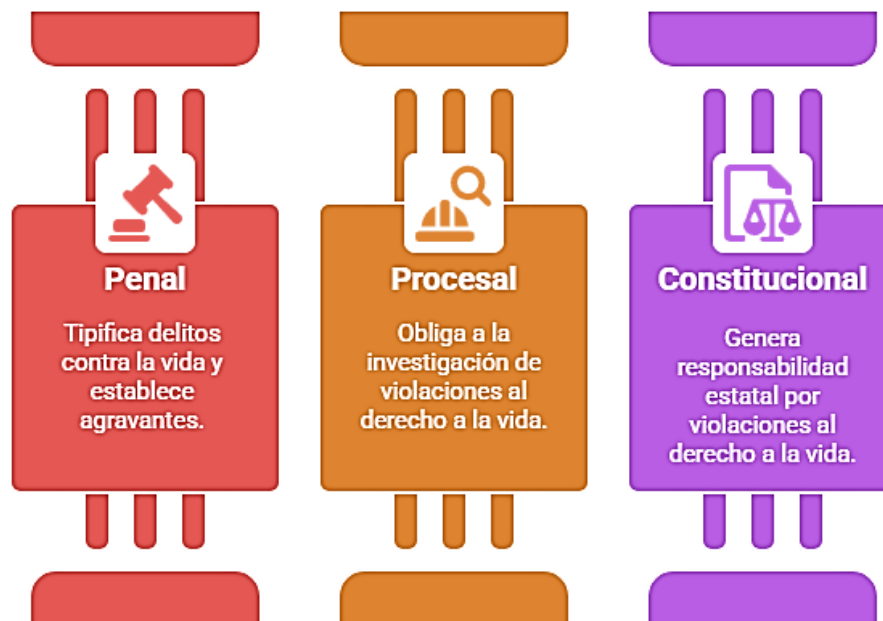 Penal
Tipifica delitos
contra la vida y
establece
agravantes.
Procesal
Obliga a la
investigación de
violaciones al
derecho a la vida.
Constitucional
Genera
responsabilidad
estatal por
violaciones al
derecho a la vida.